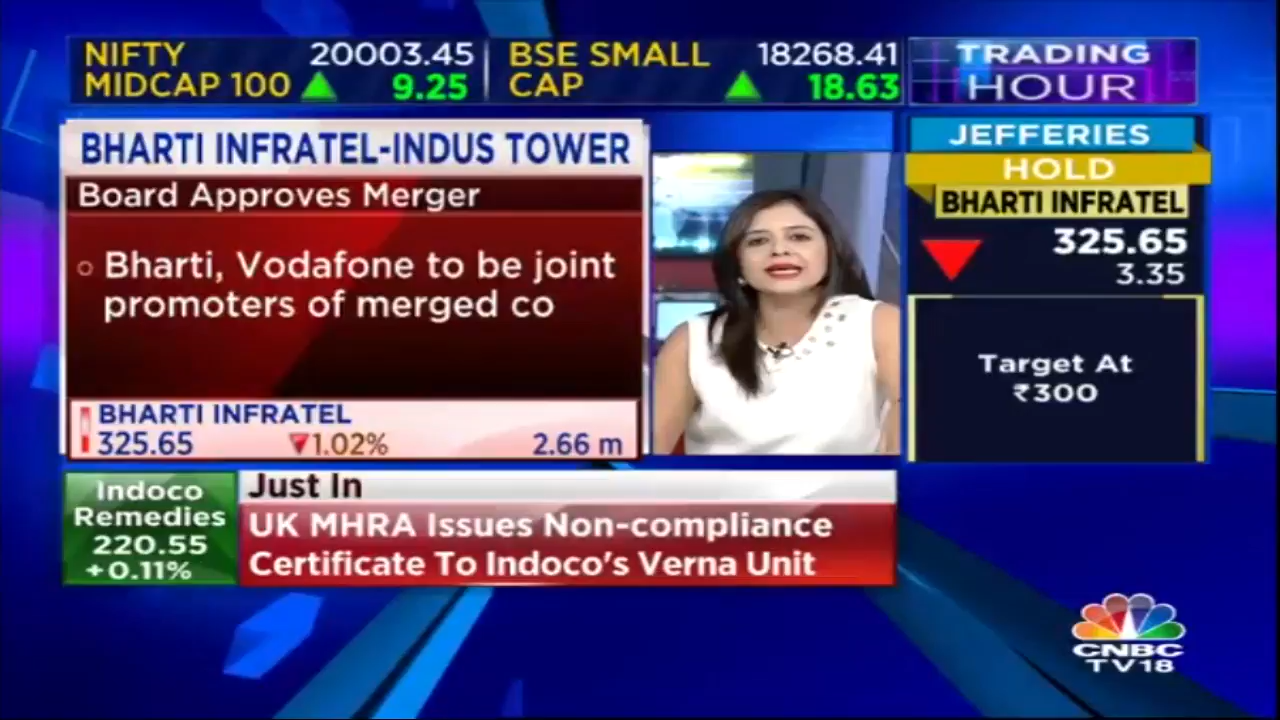 NIFTY 20003.45
MIDCAP 100 ▲ 9.25
BSE SMALL 18268.41
CAP ▲ 18.63
TRADING
HOUR
BHARTI INFRATEL-INDUS TOWER
Board Approves Merger
Bharti, Vodafone to be joint
promoters of merged co
BHARTI INFRATEL
325.65 ▼1.02% 2.66 m
JEFFERIES
HOLD
BHARTI INFRATEL
325.65
3.35
Target At
₹300
Indoco
Remedies
220.55
+0.11%
Just In
UK MHRA Issues Non-compliance
Certificate To Indoco's Verna Unit
CNBC
TV18